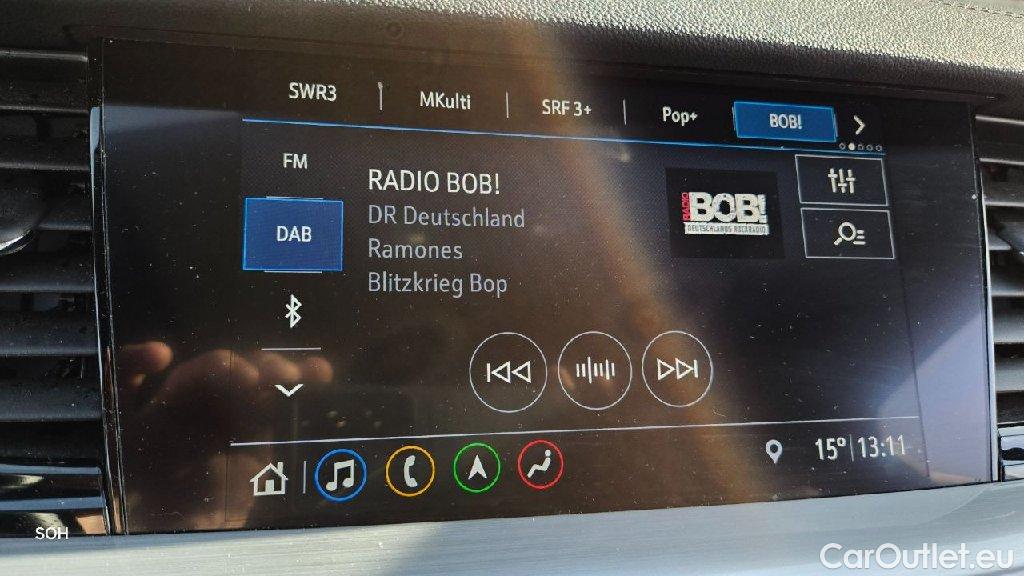 SWR3 MKulti SRF 3+ Pop+ BOB!
FM
RADIO BOB!
DAB
DR Deutschland
Ramones
Blitzkrieg Bop
RADIO BOB!
DEUTSCHLANDS ROCKRADIO
15° 13:11
SOH
CarOutlet.eu